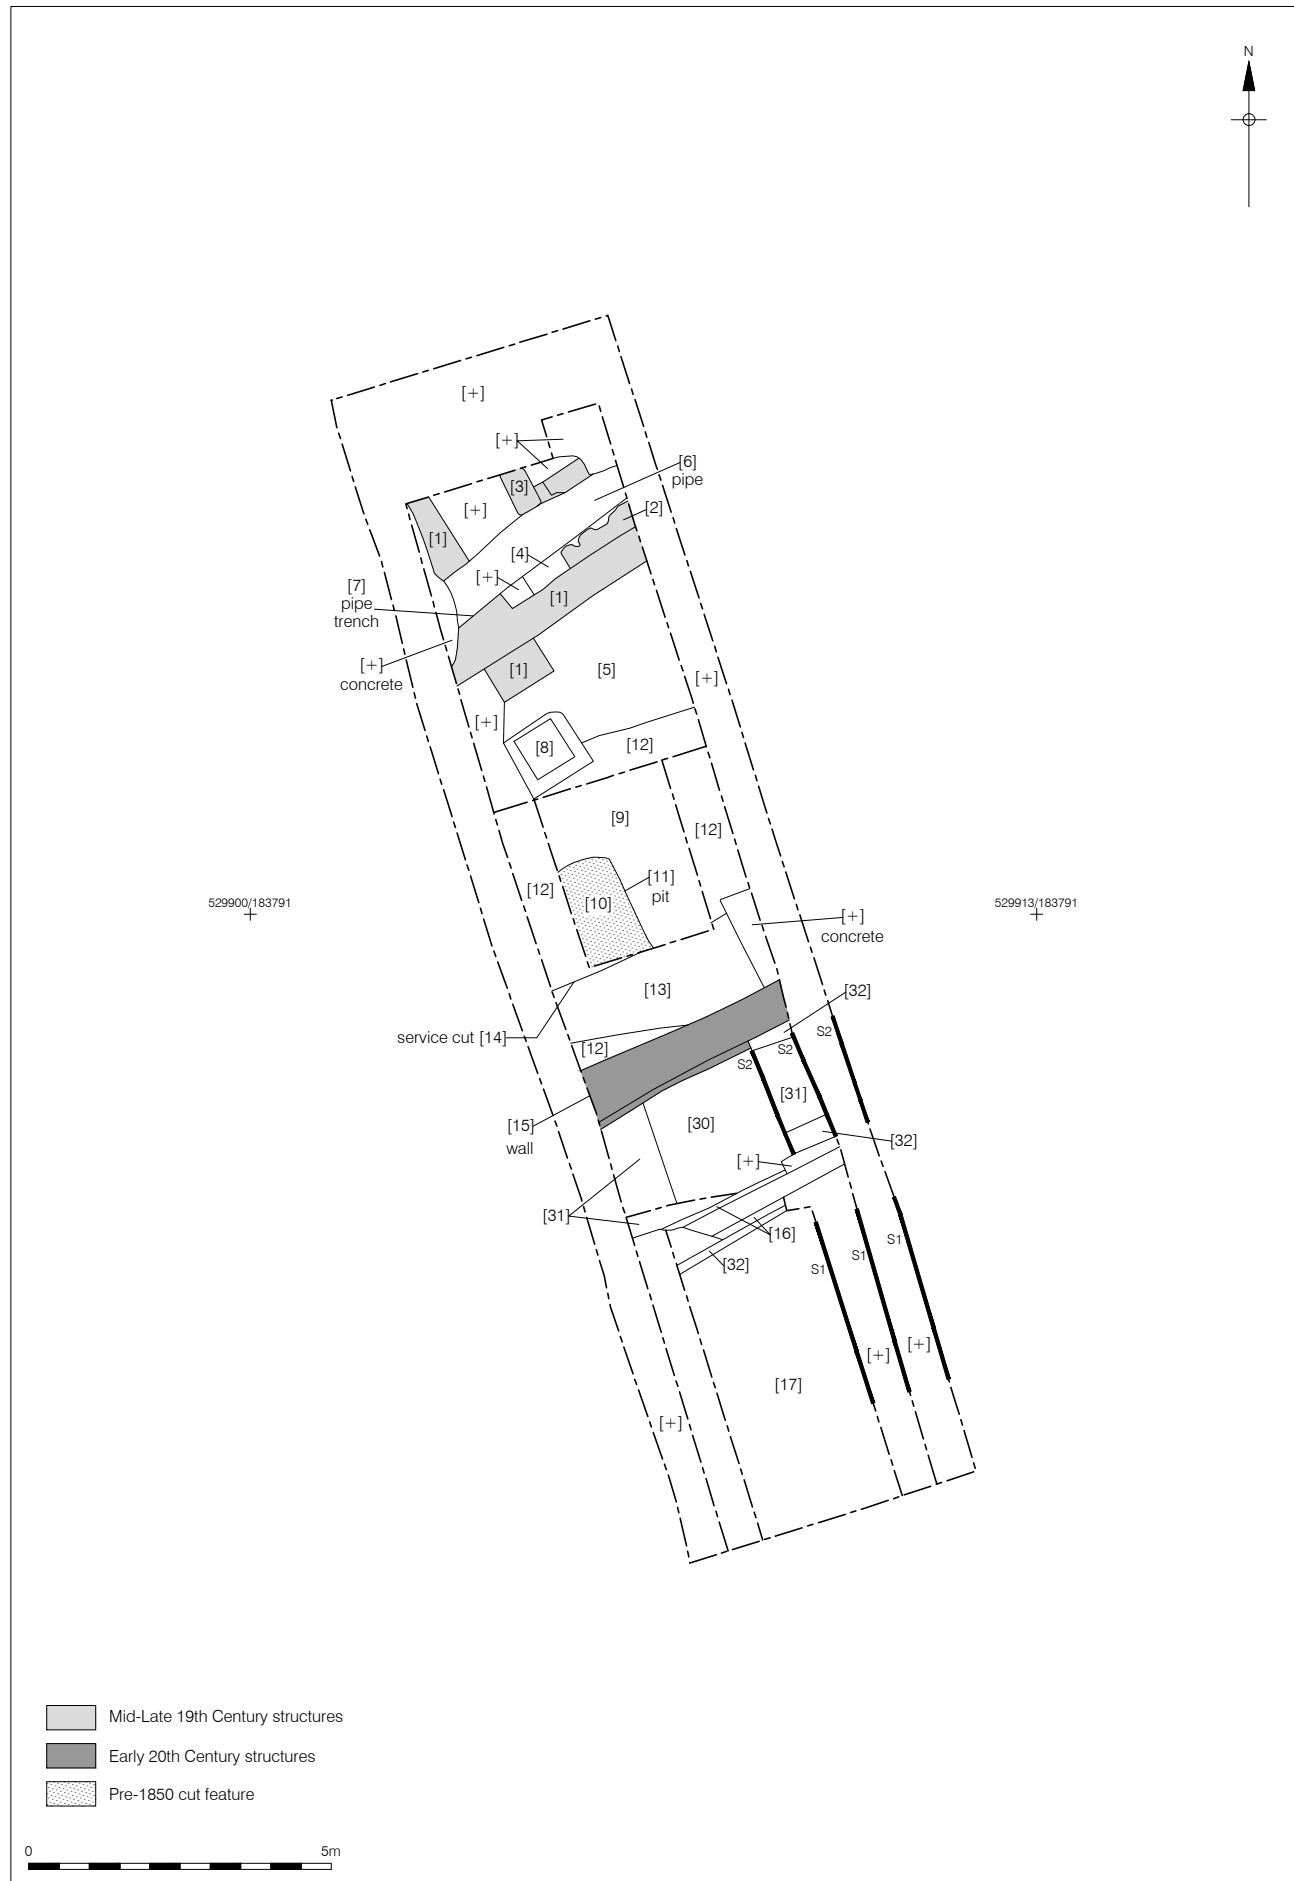 N
[+]
[+]
[6]
pipe
[3]
[2]
[+]
[1]
[4]
[+]
[7]
pipe
trench
[1]
[+]
concrete
[1]
[5]
[+]
[+]
[8]
[12]
[9]
[12]
[11]
pit
[12]
[10]
529900/183791
529913/183791
[+]
concrete
[13]
[32]
service cut [14]
[12]
S2
S2
S2
[31]
[15]
wall
[30]
[32]
[+]
[31]
[16]
[32]
S1
S1
S1
[+]
[+]
[17]
[+]
Mid-Late 19th Century structures
Early 20th Century structures
Pre-1850 cut feature
0 5m